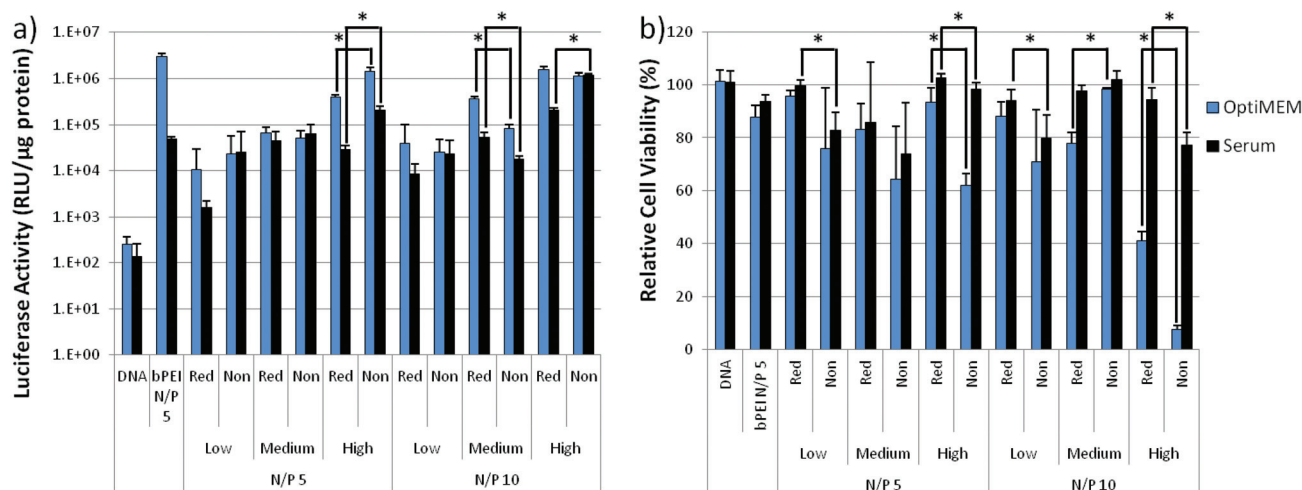 a)
Luciferase Activity (RLU/μg protein)
1.E+07
1.E+06
1.E+05
1.E+04
1.E+03
1.E+02
1.E+01
1.E+00
* * * * *
DNA bPEI Red Non Red Non Red Non Red Non Red Non Red Non
N/P
5
Low Medium High Low Medium High
N/P 5 N/P 10
b)
Relative Cell Viability (%)
120
100
80
60
40
20
0
* * * * * * *
OptiMEM
Serum
DNA bPEI N/P 5 Red Non Red Non Red Non Red Non Red Non Red Non
Low Medium High Low Medium High
N/P 5 N/P 10